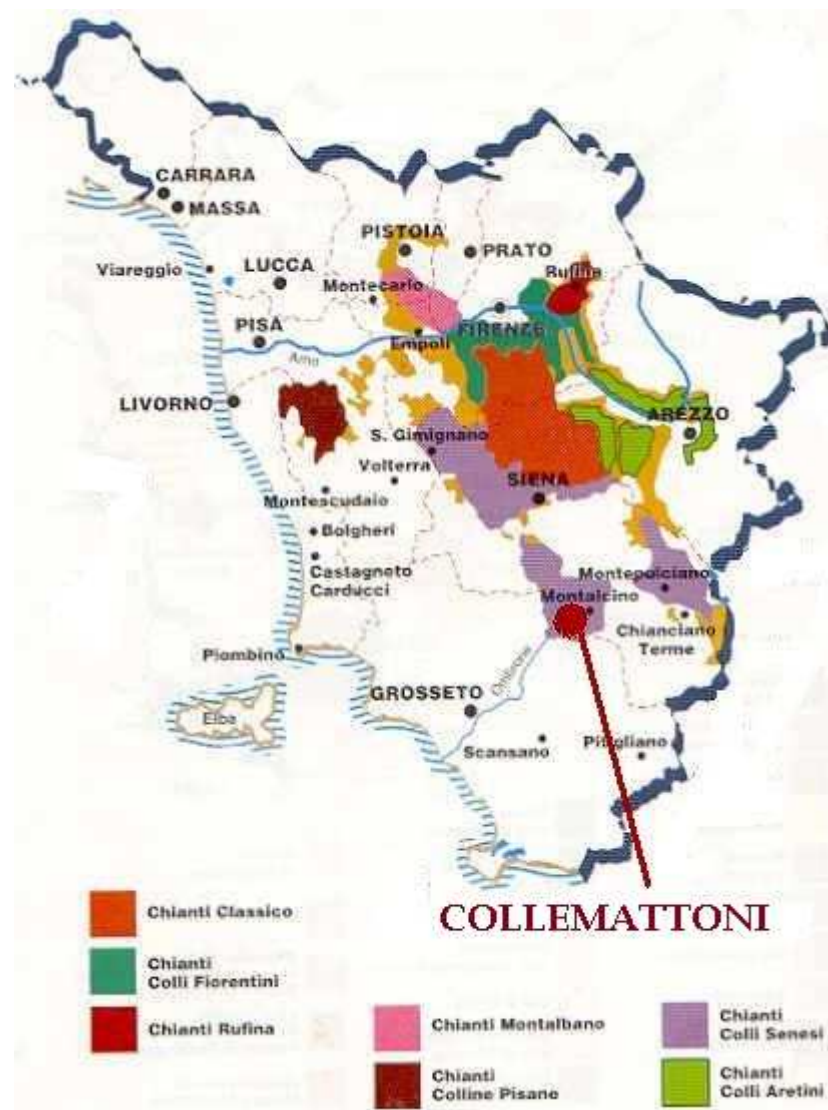 CARRARA
MASSA
PISTOIA
PRATO
Viareggio
LUCCA
Rufina
Montecarlo
PISA
FIRENZE
Empoli
Arno
LIVORNO
AREZZO
S. Gimignano
Volterra
SIENA
Montescudaio
Bolgheri
Castagneto
Carducci
Montepulciano
Montalcino
Chianciano
Terme
Piombino
Ombrone
GROSSETO
Elba
Scansano
Pitigliano
COLLEMATTONI
Chianti Classico
Chianti
Colli Fiorentini
Chianti Rufina
Chianti Montalbano
Chianti
Colli Senesi
Chianti
Colline Pisane
Chianti
Colli Aretini